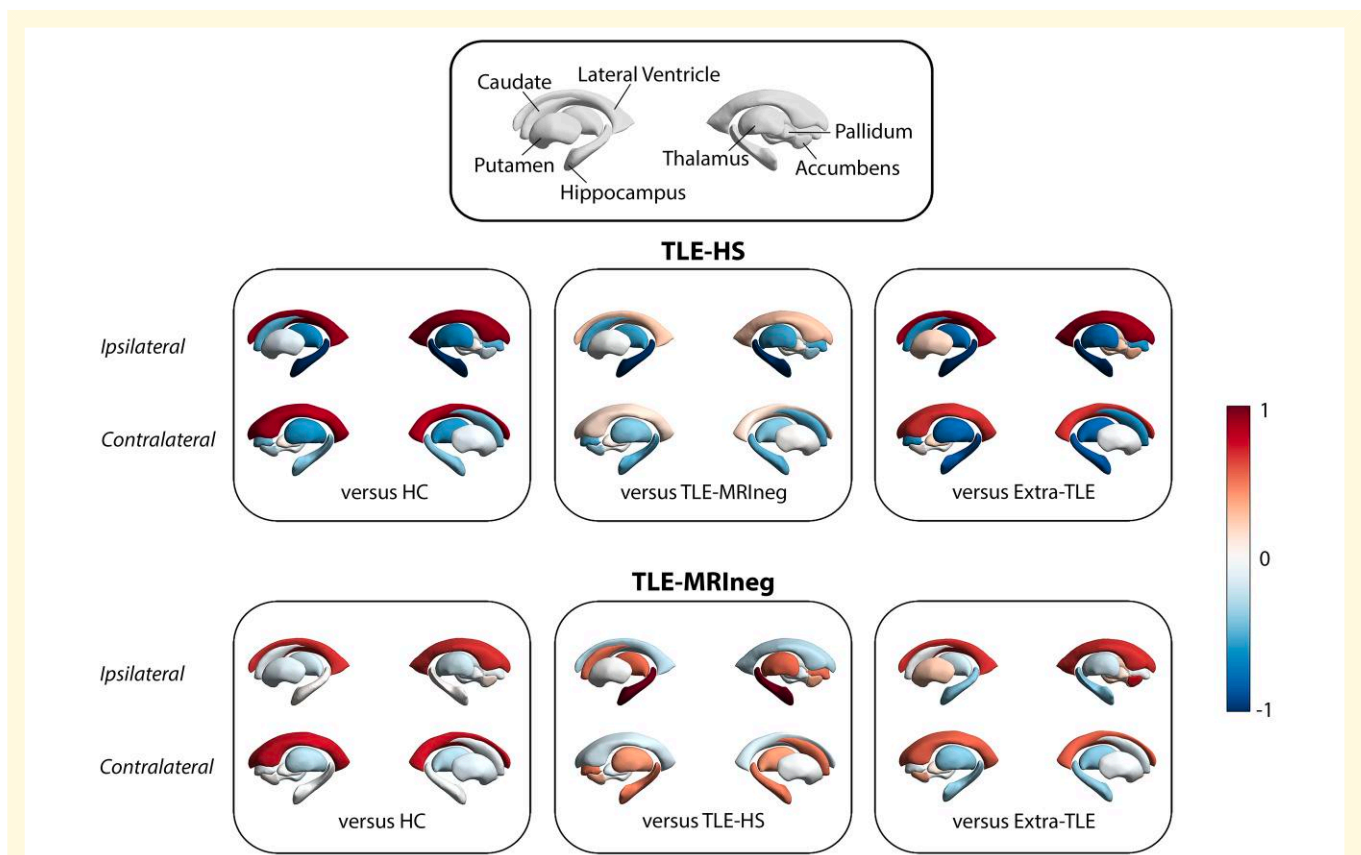 Caudate
Lateral Ventricle
Putamen
Hippocampus
Thalamus
Pallidum
Accumbens
TLE-HS
Ipsilateral
Contralateral
versus HC
versus TLE-MRIneg
versus Extra-TLE
1
0
-1
TLE-MRIneg
Ipsilateral
Contralateral
versus HC
versus TLE-HS
versus Extra-TLE